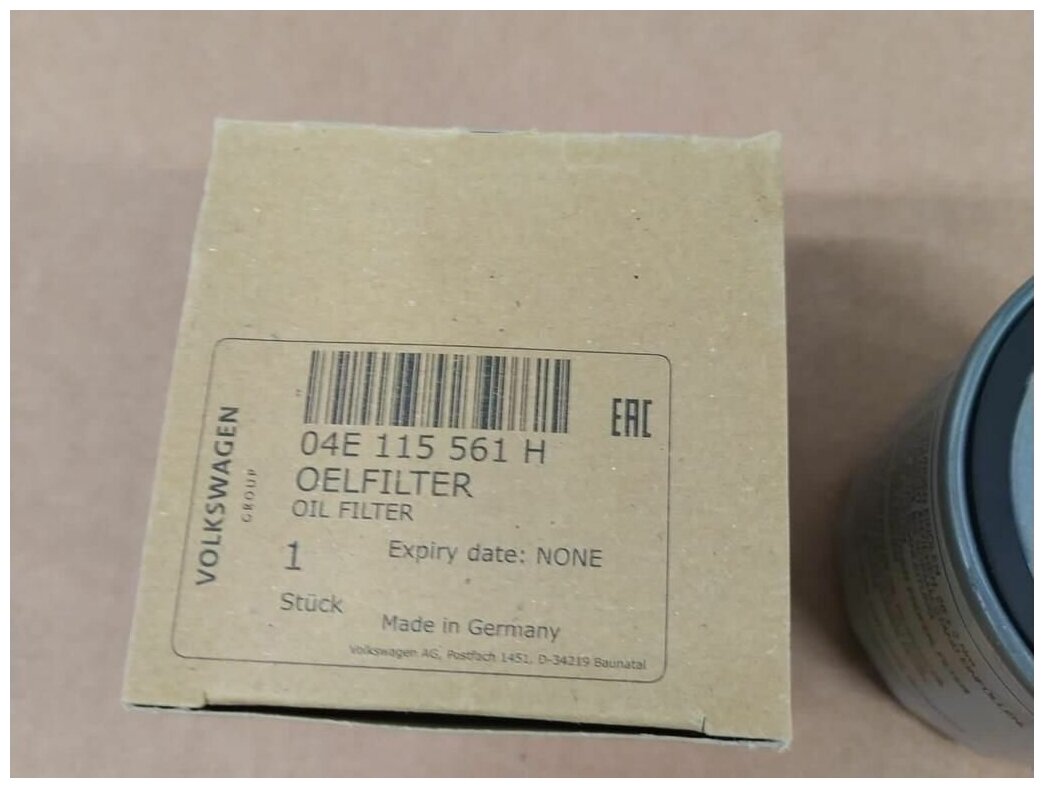 VOLKSWAGEN
GROUP
EAC
04E 115 561 H
OELFILTER
OIL FILTER
1
Expiry date: NONE
Stück
Made in Germany
Volkswagen AG, Postfach 1451, D-34219 Baunatal